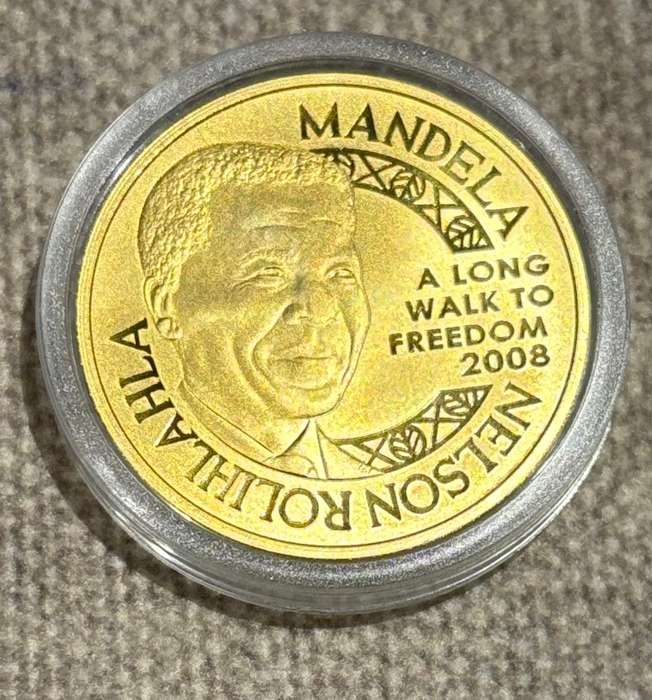 NELSON ROLIHLAHLA
MANDELA
A LONG
WALK TO
FREEDOM
2008